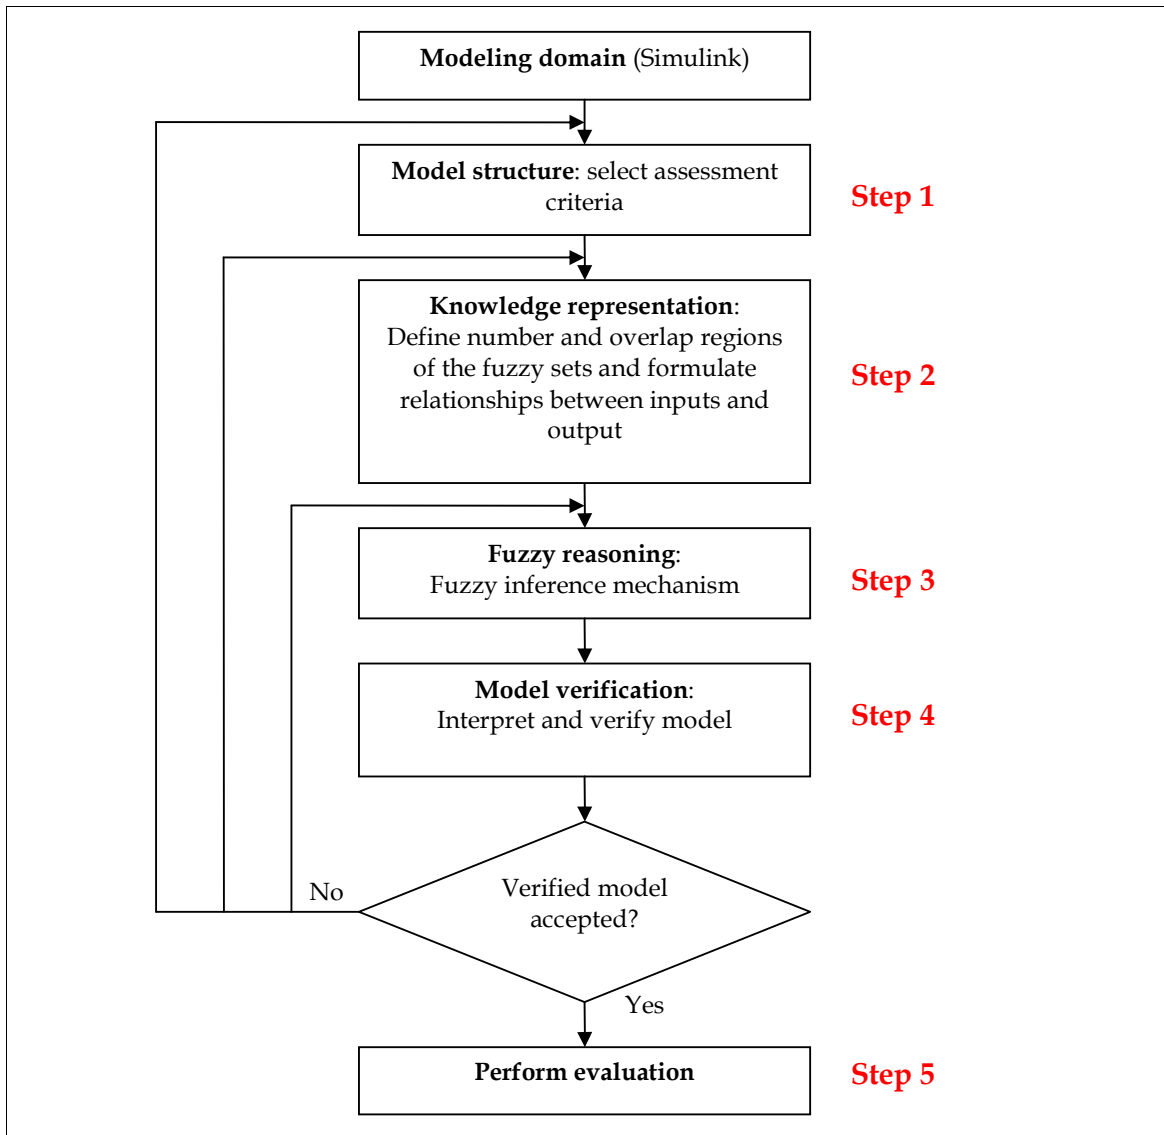 Modeling domain (Simulink)
Model structure: select assessment
criteria
Step 1
Knowledge representation:
Define number and overlap regions
of the fuzzy sets and formulate
relationships between inputs and
output
Step 2
Fuzzy reasoning:
Fuzzy inference mechanism
Step 3
Model verification:
Interpret and verify model
Step 4
No
Verified model
accepted?
Yes
Perform evaluation
Step 5